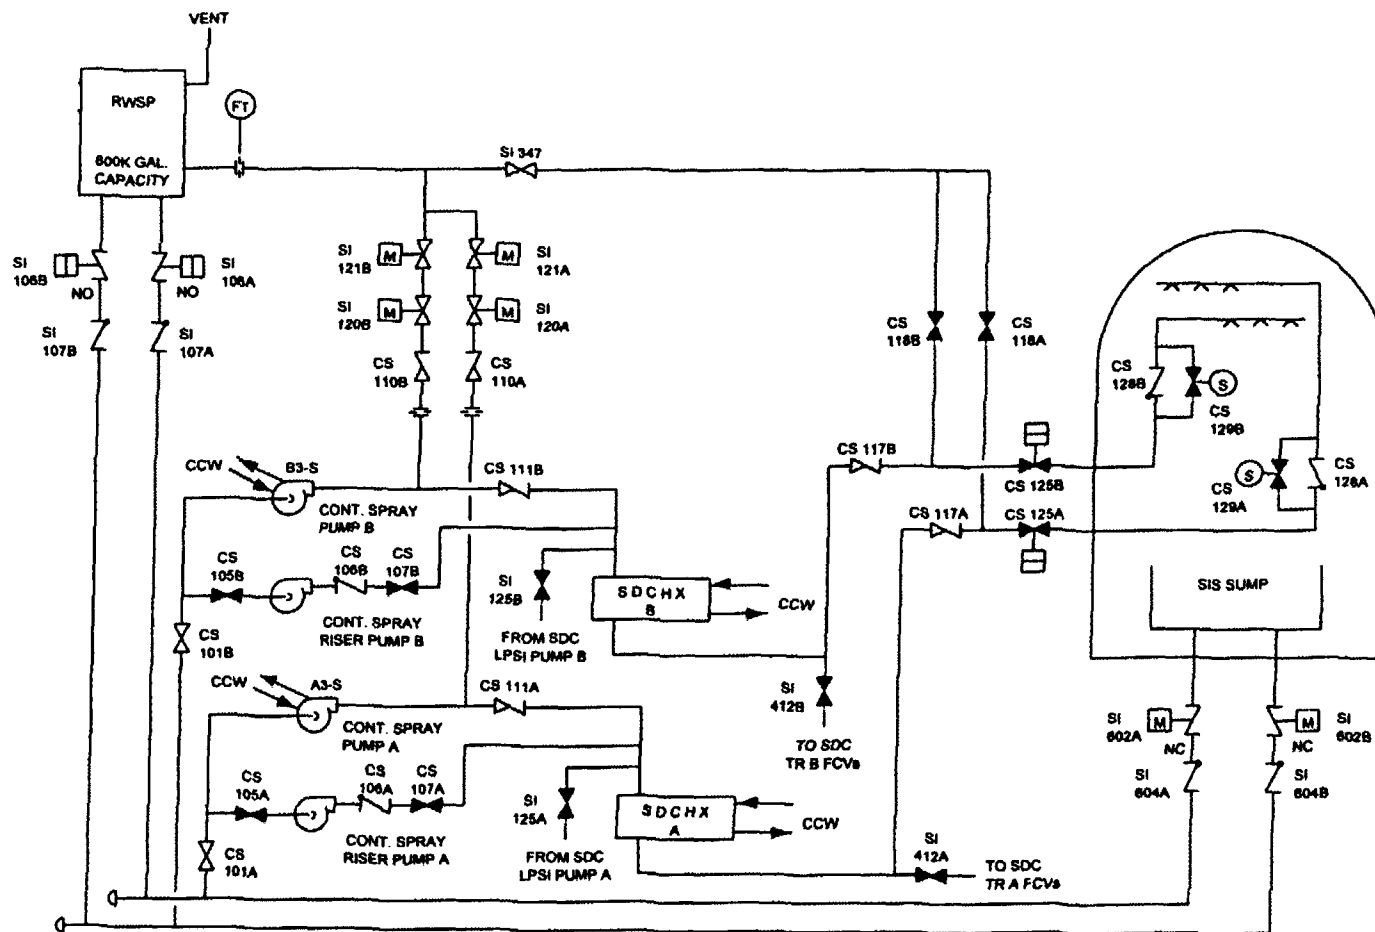 VENT
RWSP
600K GAL.
CAPACITY
FT
SI 347
SI
106B
NO
NO
SI
106A
SI
107B
SI
107A
SI
121B
M
M
SI
121A
SI
120B
M
M
SI
120A
CS
110B
CS
110A
CS
118B
CS
118A
CS
128B
S
CS
129B
S
CS
129A
CS
128A
CCW
B3-S
CS 111B
CONT. SPRAY
PUMP B
CS 117B
CS 125B
CS 117A
CS 125A
CS
105B
CS
106B
CS
107B
CONT. SPRAY
RISER PUMP B
CS
101B
SI
125B
FROM SDC
LPSI PUMP B
SDCHX
B
CCW
SIS SUMP
CCW
A3-S
CS 111A
CONT. SPRAY
PUMP A
SI
412B
TO SDC
TR B FCVs
SI
602A
M
NC
M
NC
SI
602B
SI
604A
SI
604B
CS
105A
CS
106A
CS
107A
CONT. SPRAY
RISER PUMP A
CS
101A
SI
125A
FROM SDC
LPSI PUMP A
SDCHX
A
CCW
SI
412A
TO SDC
TR A FCVs